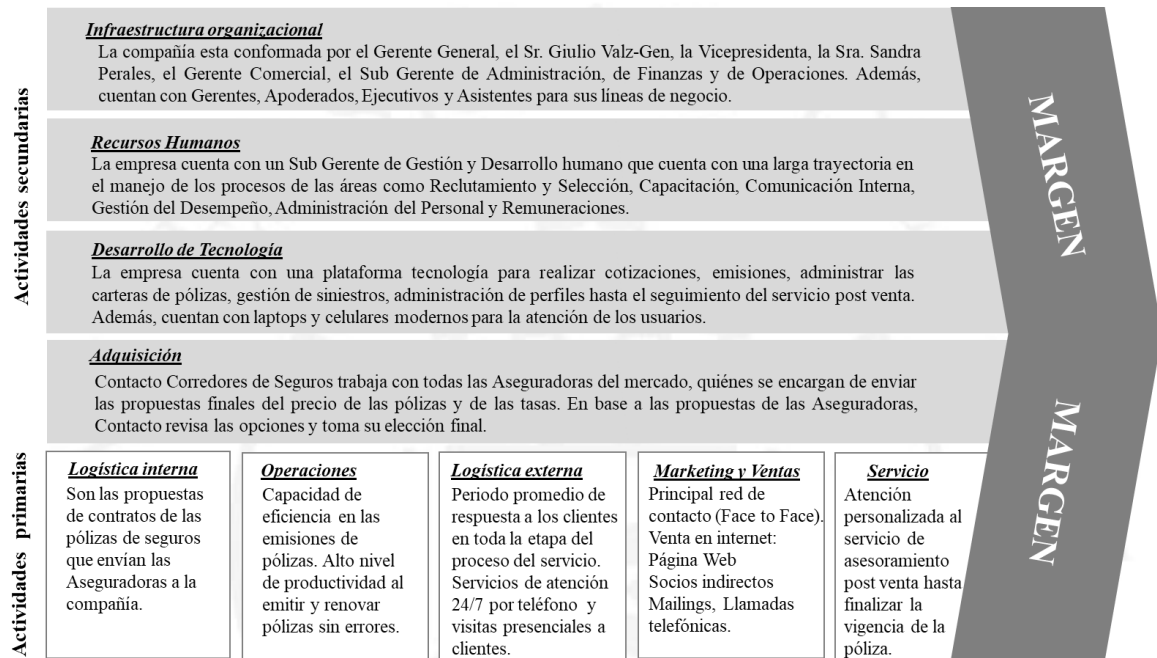 Actividades secundarias
Infraestructura organizacional
La compañía esta conformada por el Gerente General, el Sr. Giulio Valz-Gen, la Vicepresidenta, la Sra. Sandra
Perales, el Gerente Comercial, el Sub Gerente de Administración, de Finanzas y de Operaciones. Además,
cuentan con Gerentes, Apoderados, Ejecutivos y Asistentes para sus líneas de negocio.
Recursos Humanos
La empresa cuenta con un Sub Gerente de Gestión y Desarrollo humano que cuenta con una larga trayectoria en
el manejo de los procesos de las áreas como Reclutamiento y Selección, Capacitación, Comunicación Interna,
Gestión del Desempeño, Administración del Personal y Remuneraciones.
Desarrollo de Tecnología
La empresa cuenta con una plataforma tecnología para realizar cotizaciones, emisiones, administrar las
carteras de pólizas, gestión de siniestros, administración de perfiles hasta el seguimiento del servicio post venta.
Además, cuentan con laptops y celulares modernos para la atención de los usuarios.
Adquisición
Contacto Corredores de Seguros trabaja con todas las Aseguradoras del mercado, quiénes se encargan de enviar
las propuestas finales del precio de las pólizas y de las tasas. En base a las propuestas de las Aseguradoras,
Contacto revisa las opciones y toma su elección final.
MARGEN
Actividades primarias
Logística interna
Son las propuestas
de contratos de las
pólizas de seguros
que envían las
Aseguradoras a la
compañía.
Operaciones
Capacidad de
eficiencia en las
emisiones de
pólizas. Alto nivel
de productividad al
emitir y renovar
pólizas sin errores.
Logística externa
Periodo promedio de
respuesta a los clientes
en toda la etapa del
proceso del servicio.
Servicios de atención
24/7 por teléfono y
visitas presenciales a
clientes.
Marketing y Ventas
Principal red de
contacto (Face to Face).
Venta en internet:
Página Web
Socios indirectos
Mailings, Llamadas
telefónicas.
Servicio
Atención
personalizada al
servicio de
asesoramiento
post venta hasta
finalizar la
vigencia de la
póliza.
MARGEN